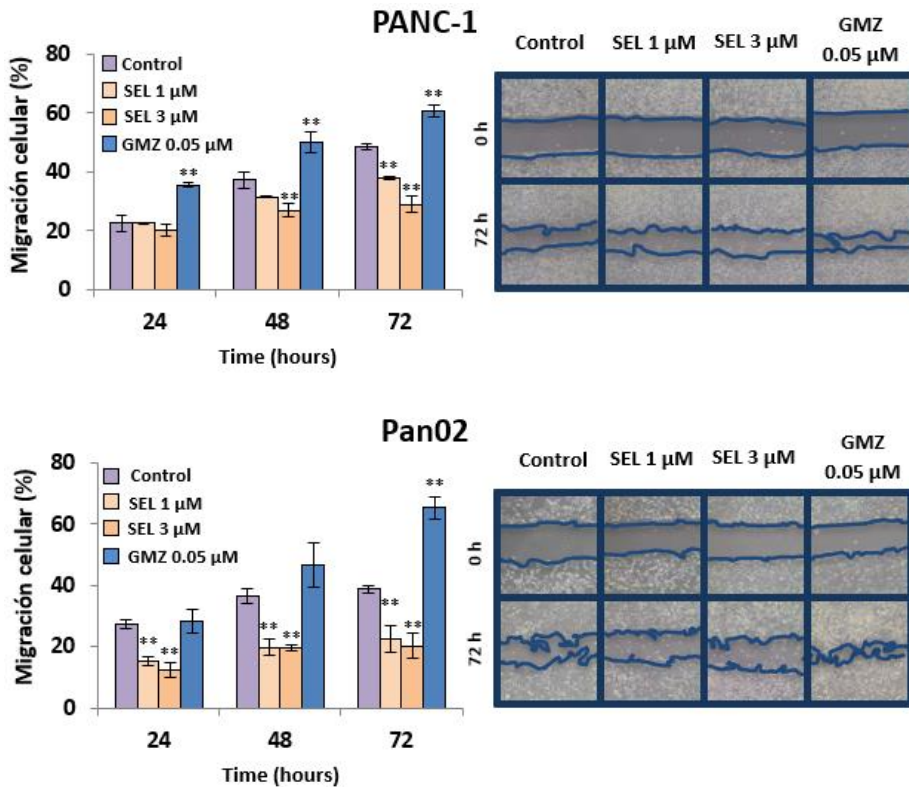 PANC-1
Migración celular (%)
80
60
40
20
0
Control
SEL 1 µM
SEL 3 µM
GMZ 0.05 µM
**
**
**
**
**
**
24
48
72
Time (hours)
Control
SEL 1 µM
SEL 3 µM
GMZ
0.05 µM
0 h
72 h
Pan02
Migración celular (%)
80
60
40
20
0
Control
SEL 1 µM
SEL 3 µM
GMZ 0.05 µM
**
**
**
**
**
**
**
24
48
72
Time (hours)
Control
SEL 1 µM
SEL 3 µM
GMZ
0.05 µM
0 h
72 h